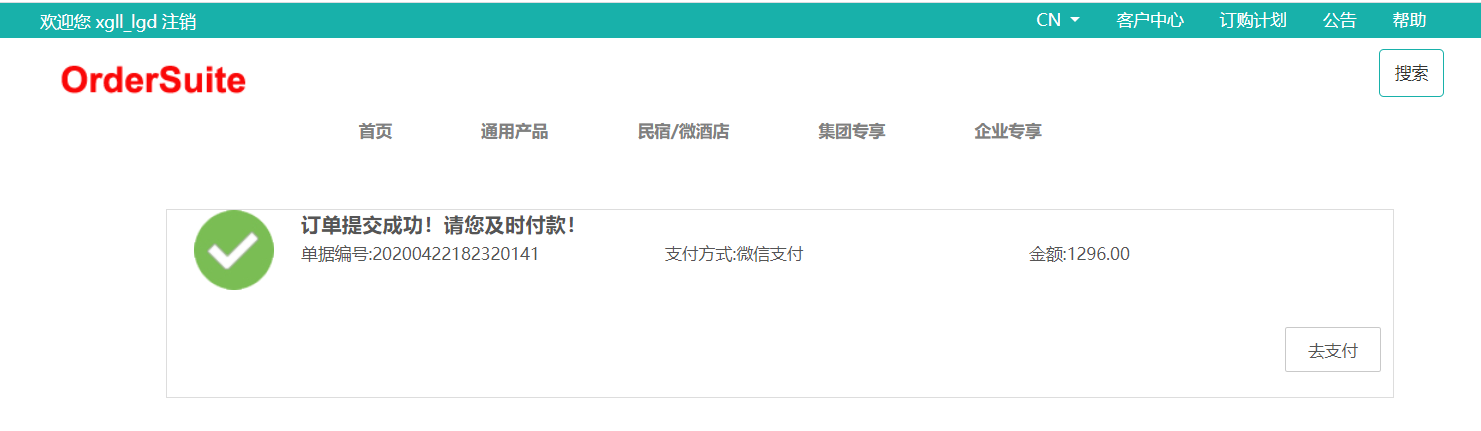 欢迎您 xgll_lgd 注销 CN 客户中心 订购计划 公告 帮助
OrderSuite 搜索
首页 通用产品 民宿/微酒店 集团专享 企业专享
订单提交成功！请您及时付款！
单据编号:20200422182320141 支付方式:微信支付 金额:1296.00
去支付